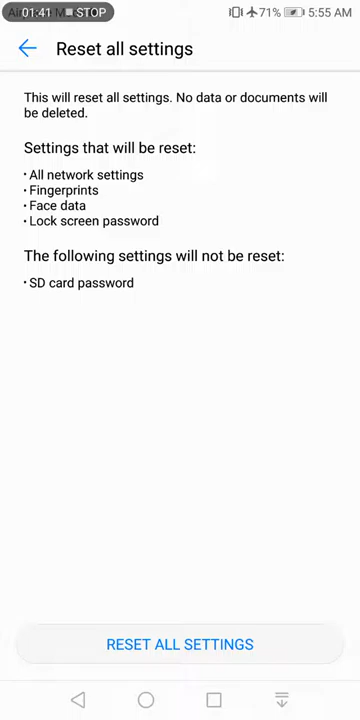 01:41 STOP 71% 5:55 AM
Reset all settings
This will reset all settings. No data or documents will
be deleted.
Settings that will be reset:
• All network settings
• Fingerprints
• Face data
• Lock screen password
The following settings will not be reset:
• SD card password
RESET ALL SETTINGS